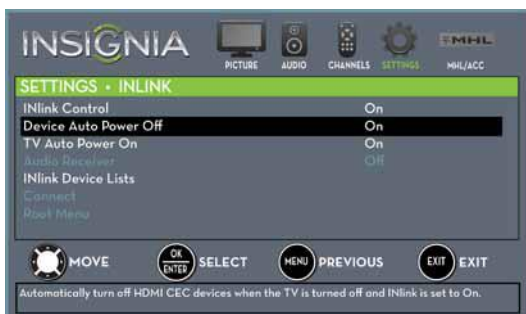 INSIGNIA
PICTURE AUDIO CHANNELS SETTINGS MHL MHL/ACC
SETTINGS • INLINK
INlink Control On
Device Auto Power Off On
TV Auto Power On On
Audio Receiver Off
INlink Device Lists
Connect
Root Menu
MOVE OK ENTER SELECT MENU PREVIOUS EXIT EXIT
Automatically turn off HDMI CEC devices when the TV is turned off and INlink is set to On.